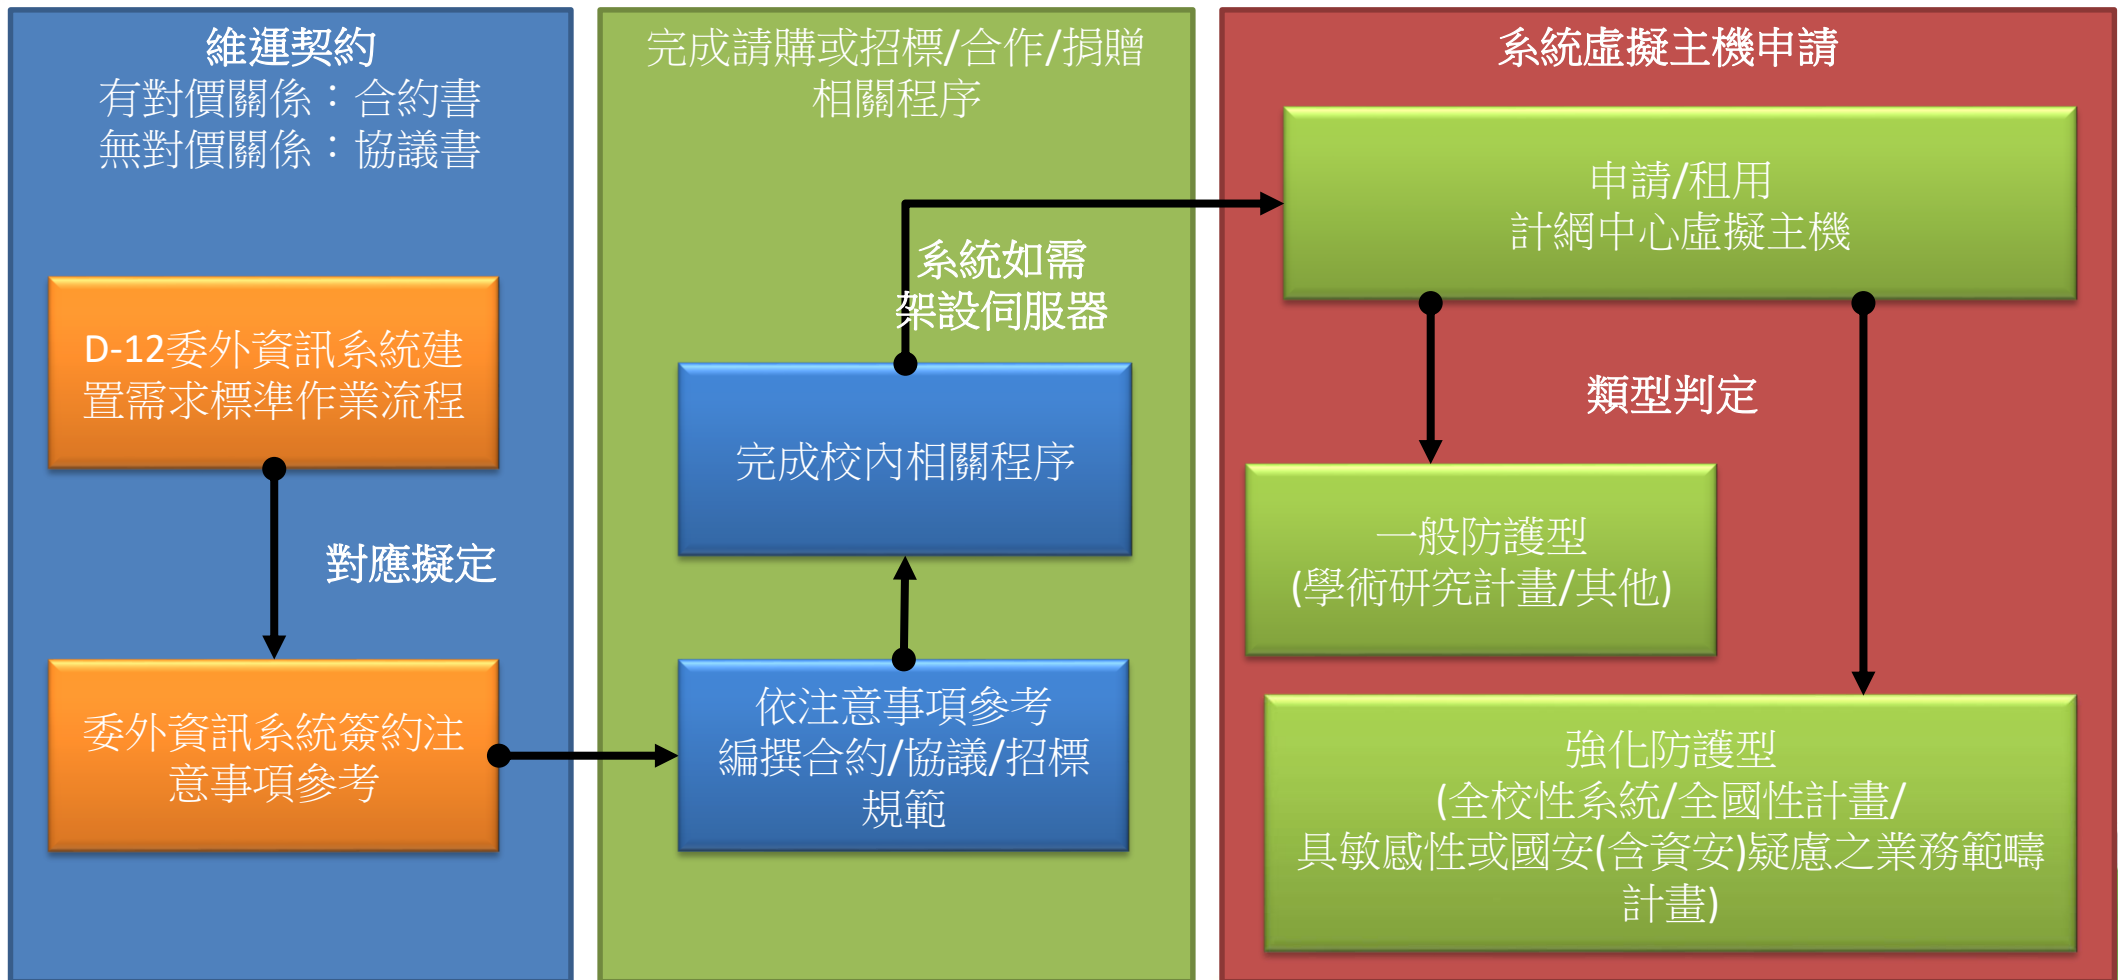 維運契約
有對價關係：合約書
無對價關係：協議書
D-12委外資訊系統建
置需求標準作業流程
對應擬定
委外資訊系統簽約注
意事項參考
完成請購或招標/合作/捐贈
相關程序
系統如需
架設伺服器
完成校內相關程序
依注意事項參考
編撰合約/協議/招標
規範
系統虛擬主機申請
申請/租用
計網中心虛擬主機
類型判定
一般防護型
(學術研究計畫/其他)
強化防護型
(全校性系統/全國性計畫/
具敏感性或國安(含資安)疑慮之業務範疇
計畫)